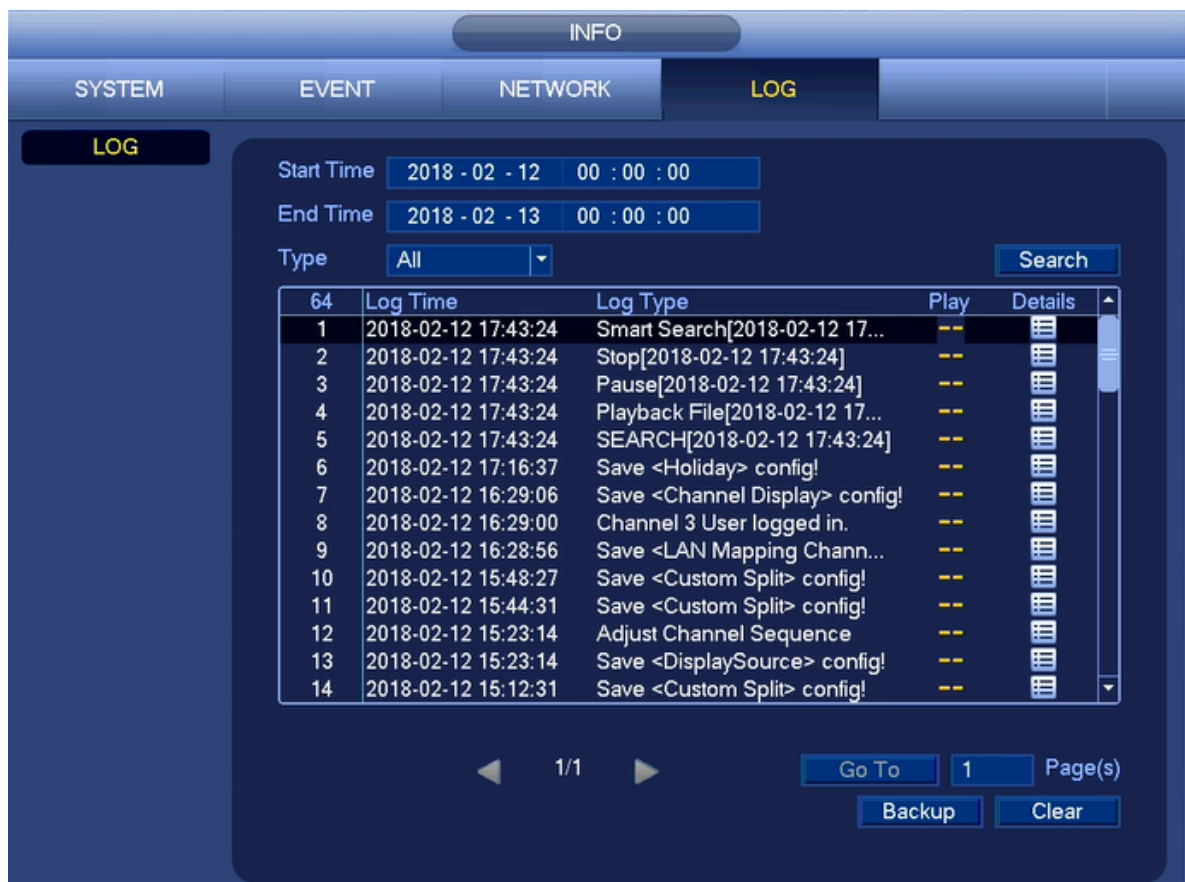 INFO
SYSTEM EVENT NETWORK LOG
LOG
Start Time 2018 - 02 - 12 00 : 00 : 00
End Time 2018 - 02 - 13 00 : 00 : 00
Type All Search
64 Log Time Log Type Play Details
1 2018-02-12 17:43:24 Smart Search[2018-02-12 17... --
2 2018-02-12 17:43:24 Stop[2018-02-12 17:43:24] --
3 2018-02-12 17:43:24 Pause[2018-02-12 17:43:24] --
4 2018-02-12 17:43:24 Playback File[2018-02-12 17... --
5 2018-02-12 17:43:24 SEARCH[2018-02-12 17:43:24] --
6 2018-02-12 17:16:37 Save <Holiday> config! --
7 2018-02-12 16:29:06 Save <Channel Display> config! --
8 2018-02-12 16:29:00 Channel 3 User logged in. --
9 2018-02-12 16:28:56 Save <LAN Mapping Chann... --
10 2018-02-12 15:48:27 Save <Custom Split> config! --
11 2018-02-12 15:44:31 Save <Custom Split> config! --
12 2018-02-12 15:23:14 Adjust Channel Sequence --
13 2018-02-12 15:23:14 Save <DisplaySource> config! --
14 2018-02-12 15:12:31 Save <Custom Split> config! --
1/1 Go To 1 Page(s)
Backup Clear